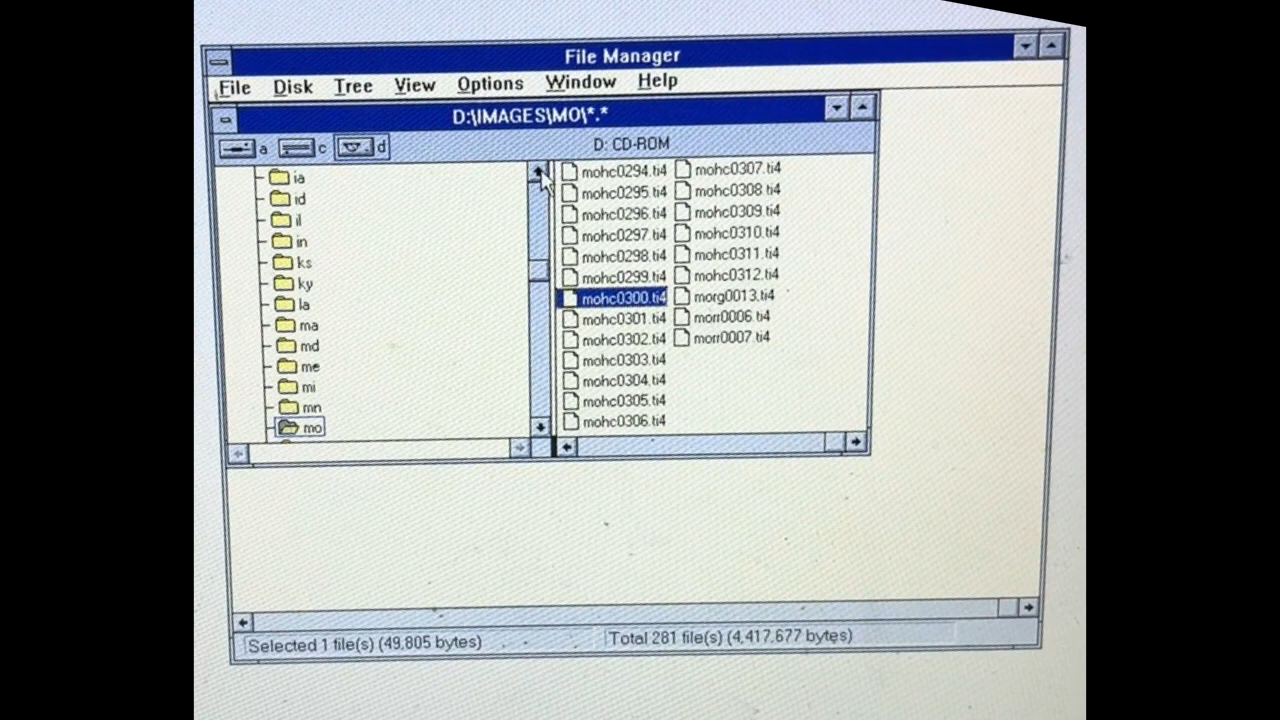 File Manager
File Disk Tree View Options Window Help
D:\IMAGES\MO\*.*
a c d D: CD-ROM
ia
id
il
in
ks
ky
la
ma
md
me
mi
mn
mo
mohc0294.ti4
mohc0295.ti4
mohc0296.ti4
mohc0297.ti4
mohc0298.ti4
mohc0299.ti4
mohc0300.ti4
mohc0301.ti4
mohc0302.ti4
mohc0303.ti4
mohc0304.ti4
mohc0305.ti4
mohc0306.ti4
mohc0307.ti4
mohc0308.ti4
mohc0309.ti4
mohc0310.ti4
mohc0311.ti4
mohc0312.ti4
morg0013.ti4
morr0006.ti4
morr0007.ti4
Selected 1 file(s) (49,805 bytes)
Total 281 file(s) (4,417,677 bytes)